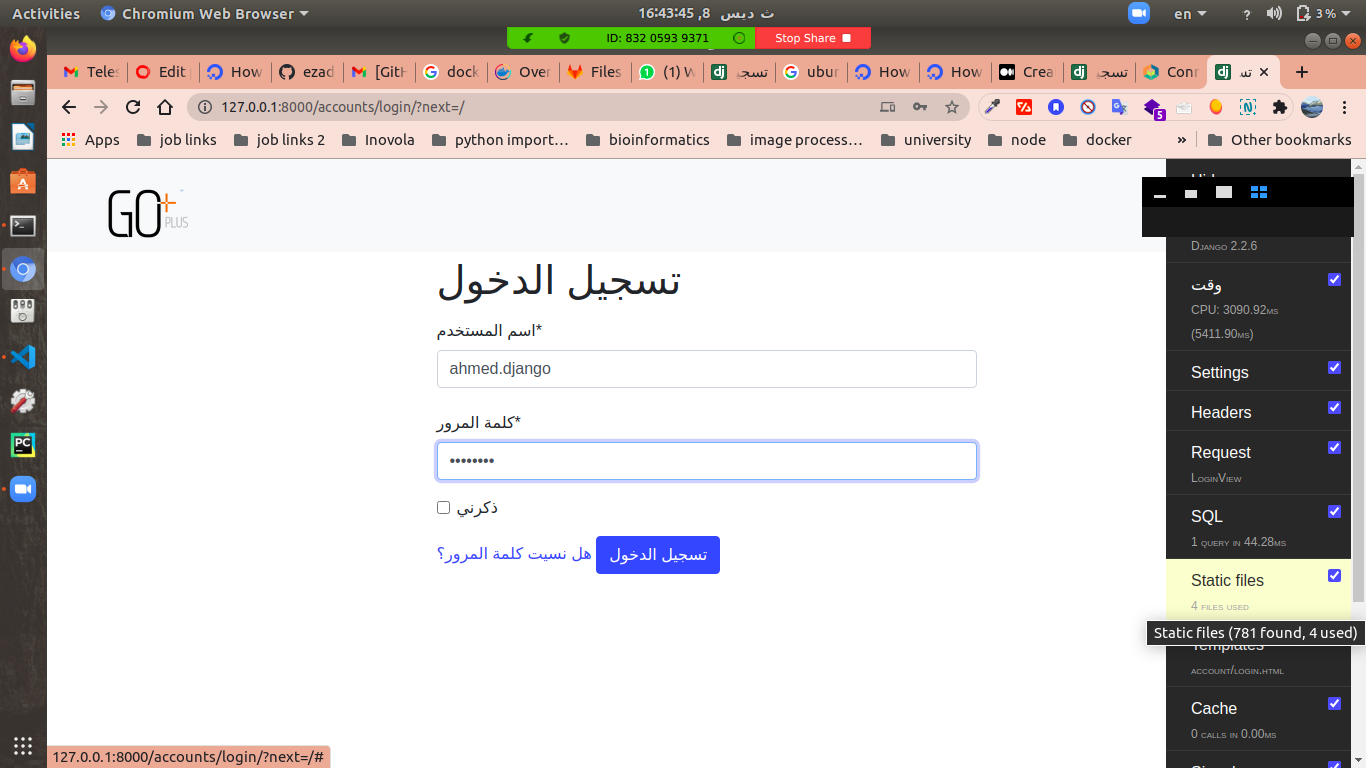 Activities Chromium Web Browser ث ديس 8, 16:43:45 en ? 3%
ID: 832 0593 9371 Stop Share
Teles Edit How ezad [GitH dock Over Files (1) W تسجي ubur How How Crea تسجي Conn تس
127.0.0.1:8000/accounts/login/?next=/
5
Apps job links job links 2 Inovola python import… bioinformatics image process… university node docker » Other bookmarks
GO+
PLUS
Django 2.2.6
تسجيل الدخول
اسم المستخدم*
ahmed.django
كلمة المرور*
••••••••
ذكرني
هل نسيت كلمة المرور؟ تسجيل الدخول
وقت
CPU: 3090.92ms
(5411.90ms)
Settings
Headers
Request
LoginView
SQL
1 query in 44.28ms
Static files
4 files used
Static files (781 found, 4 used)
Templates
account/login.html
Cache
0 calls in 0.00ms
127.0.0.1:8000/accounts/login/?next=/#